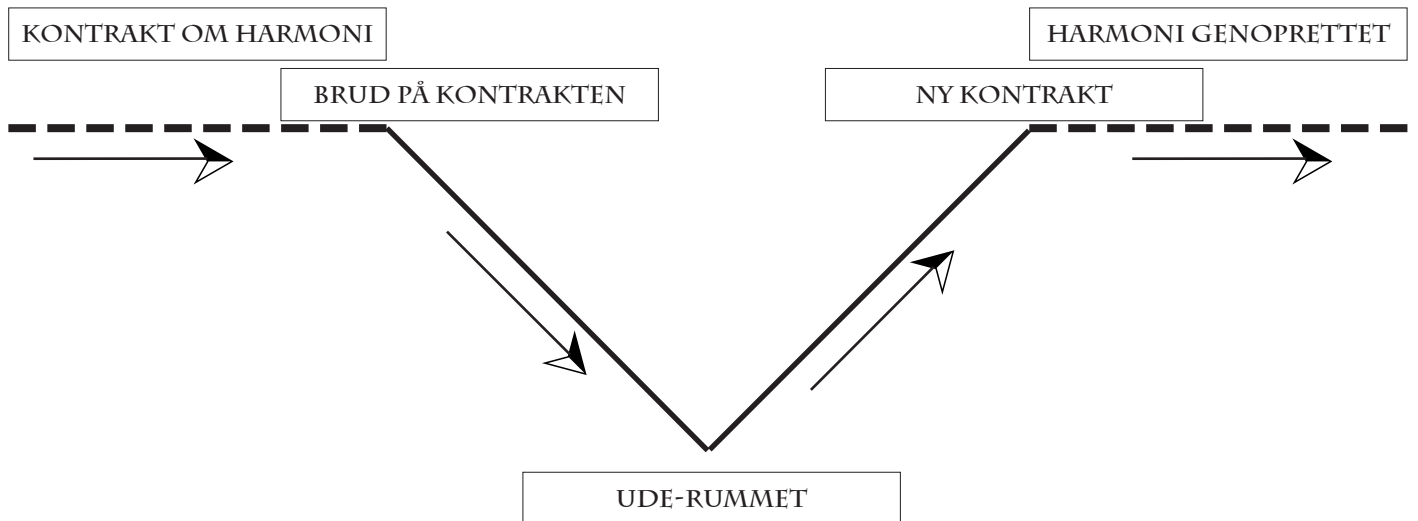 KONTRAKT OM HARMONI
HARMONI GENOPRETTET
BRUD PÅ KONTRAKTEN
NY KONTRAKT
UDE-RUMMET